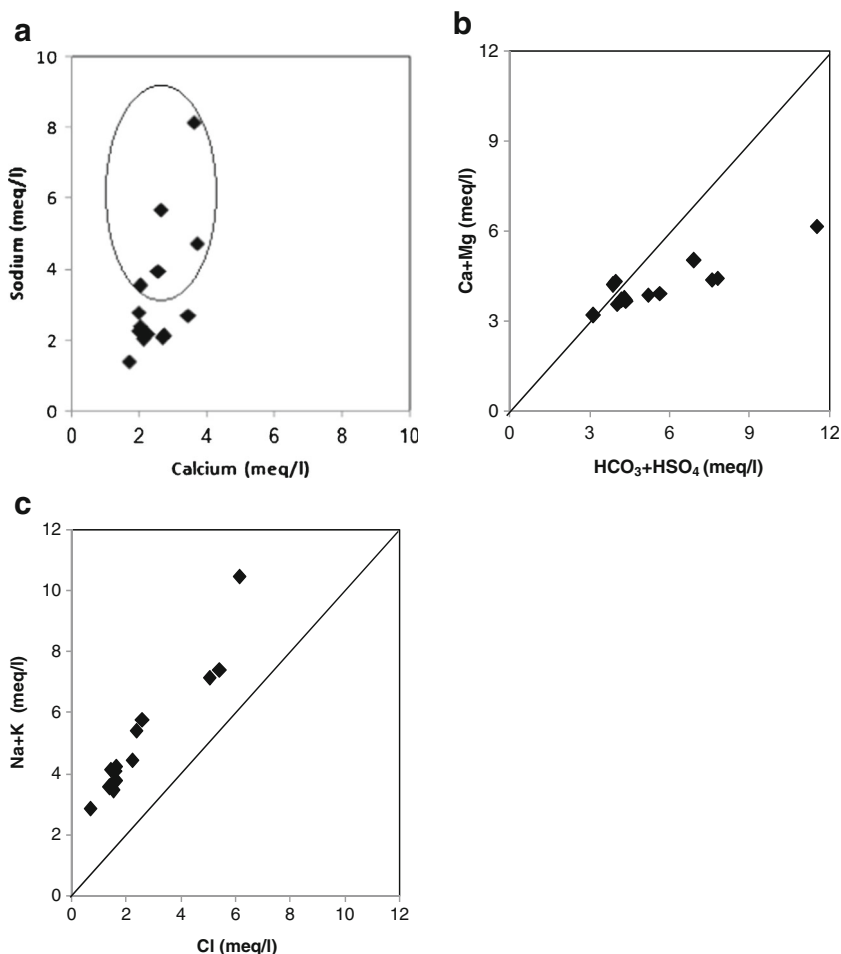 a
10
8
6
4
2
0
Sodium (meq/l)
0 2 4 6 8 10
Calcium (meq/l)
b
12
9
6
3
0
Ca+Mg (meq/l)
0 3 6 9 12
HCO₃+HSO₄ (meq/l)
c
12
10
8
6
4
2
0
Na+K (meq/l)
0 2 4 6 8 10 12
Cl (meq/l)